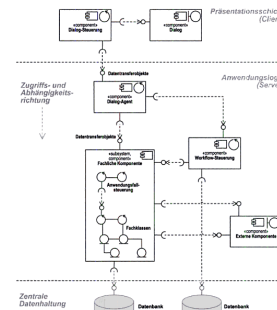 Präsentationsschic
(Clien
«component»
Dialog-Steuerung
«component»
Dialog
Datentransferobjekte
Zugriffs- und
Abhängigkeits-
richtung
Anwendungslog
(Serve
«component»
Dialog-Agent
Datentransferobjekte
«subsystem,
component»
Fachliche Komponente
Anwendungsfall-
steuerung
Fachklassen
«component»
Workflow-Steuerung
«component»
Externe Komponente
Zentrale
Datenhaltung
Datenbank
Datenbank